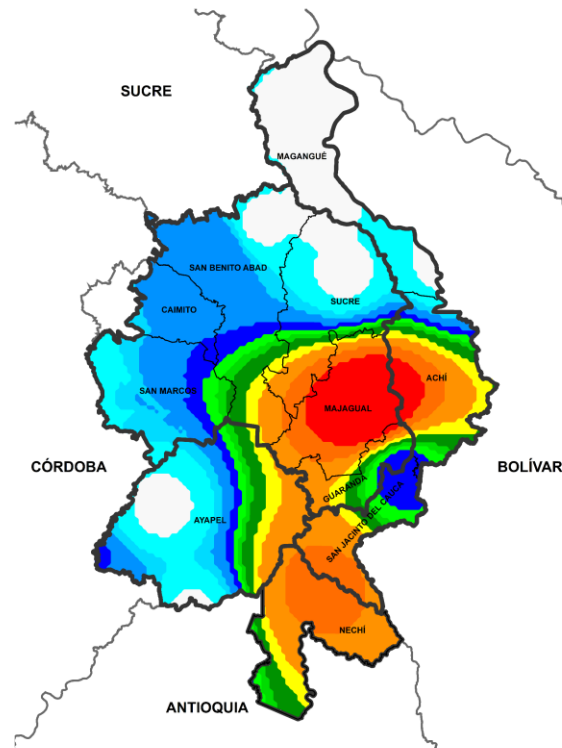 SUCRE
MAGANGUÉ
SAN BENITO ABAD
SUCRE
CAIMITO
ACHÍ
SAN MARCOS
MAJAGUAL
CÓRDOBA
BOLÍVAR
GUARANDA
SAN JACINTO DEL CAUCA
AYAPEL
NECHÍ
ANTIOQUIA